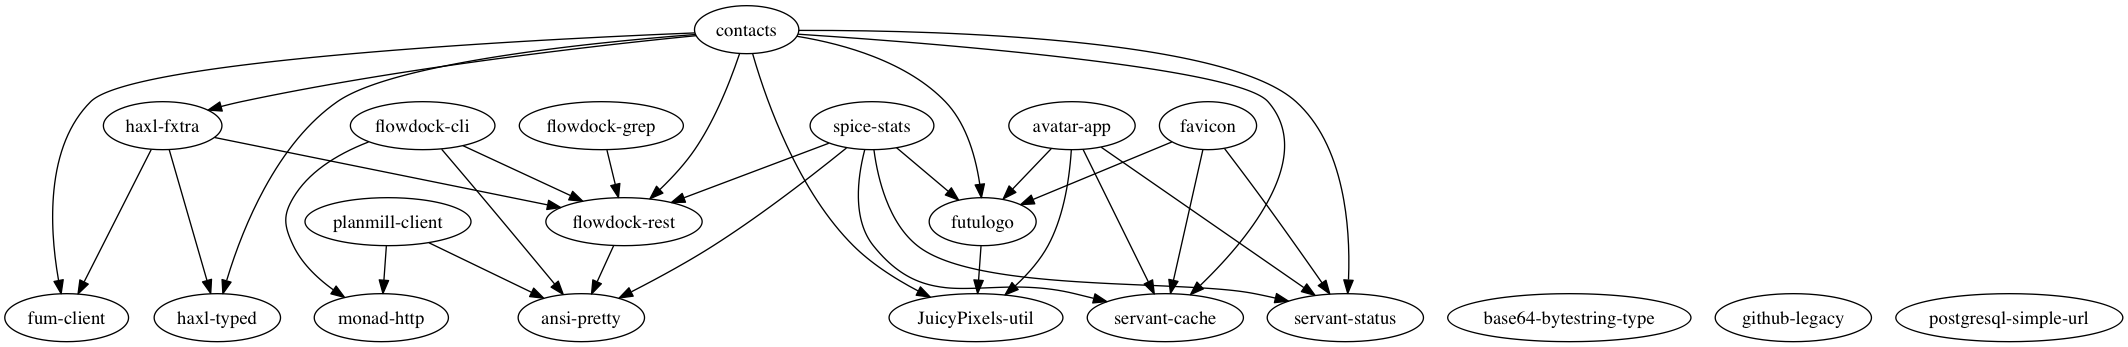 contacts
haxl-fxtra
flowdock-cli
flowdock-grep
spice-stats
avatar-app
favicon
planmill-client
flowdock-rest
futulogo
fum-client
haxl-typed
monad-http
ansi-pretty
JuicyPixels-util
servant-cache
servant-status
base64-bytestring-type
github-legacy
postgresql-simple-url